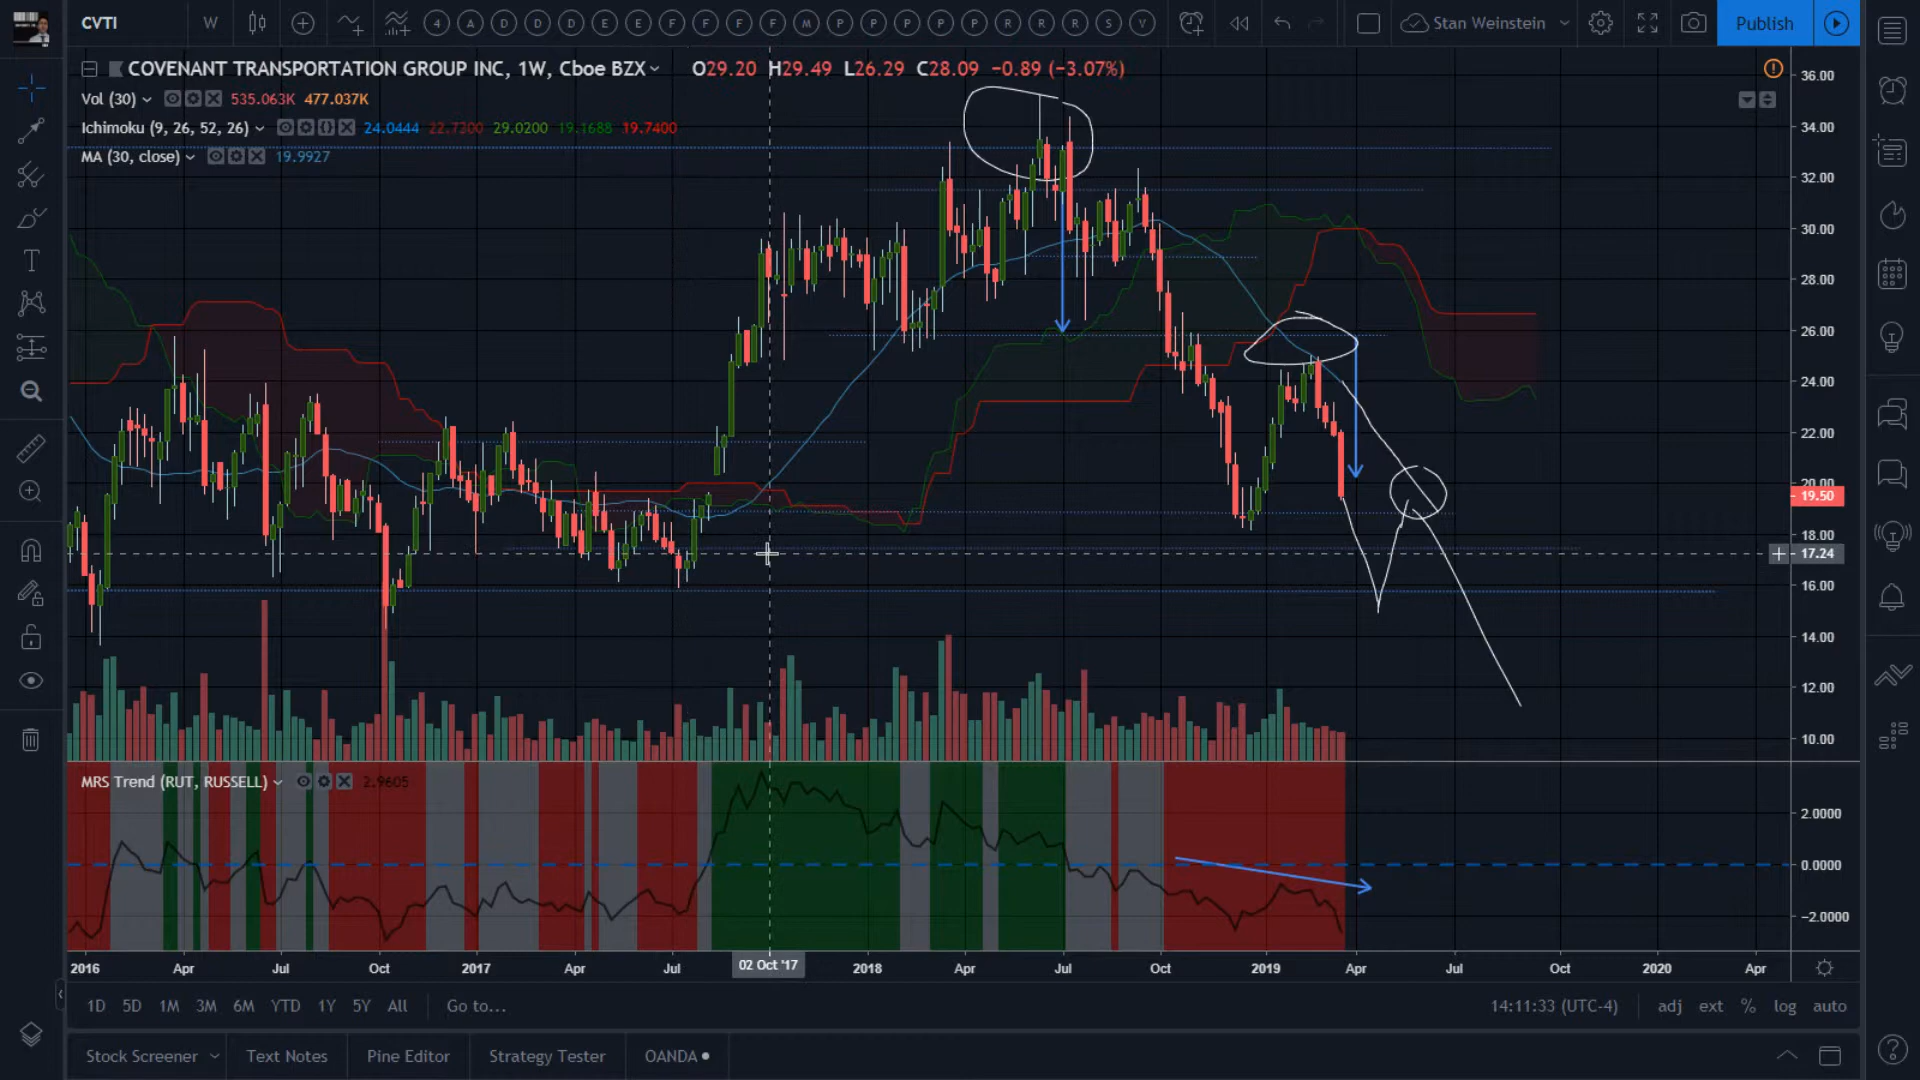 CVTI W 4 A D D D E E F F F F M P P P P P R R R S V Stan Weinstein Publish
COVENANT TRANSPORTATION GROUP INC, 1W, Cboe BZX O29.20 H29.49 L26.29 C28.09 −0.89 (−3.07%)
Vol (30) 535.063K 477.037K
Ichimoku (9, 26, 52, 26) 24.0444 22.7300 29.0200 19.1688 19.7400
MA (30, close) 19.9927
36.00
34.00
32.00
30.00
28.00
26.00
24.00
22.00
20.00
19.50
18.00
17.24
16.00
14.00
12.00
10.00
MRS Trend (RUT, RUSSELL) 2.9605
2.0000
0.0000
−2.0000
2016 Apr Jul Oct 2017 Apr Jul 02 Oct '17 2018 Apr Jul Oct 2019 Apr Jul Oct 2020 Apr
1D 5D 1M 3M 6M YTD 1Y 5Y All Go to... 14:11:33 (UTC-4) adj ext % log auto
Stock Screener Text Notes Pine Editor Strategy Tester OANDA